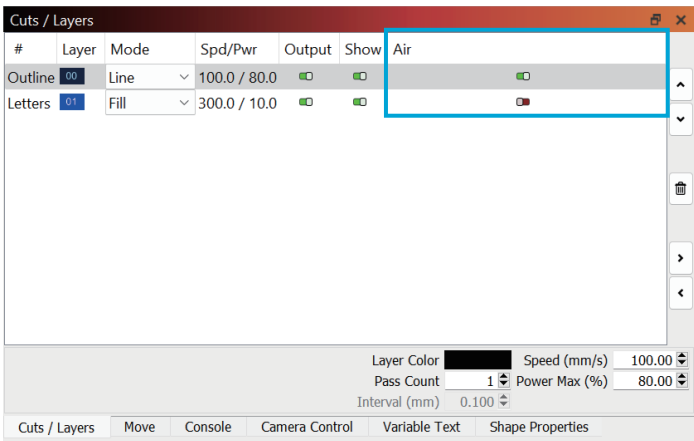 Cuts / Layers
# Layer Mode Spd/Pwr Output Show Air
Outline 00 Line 100.0 / 80.0
Letters 01 Fill 300.0 / 10.0
Layer Color Speed (mm/s) 100.00
Pass Count 1 Power Max (%) 80.00
Interval (mm) 0.100
Cuts / Layers Move Console Camera Control Variable Text Shape Properties